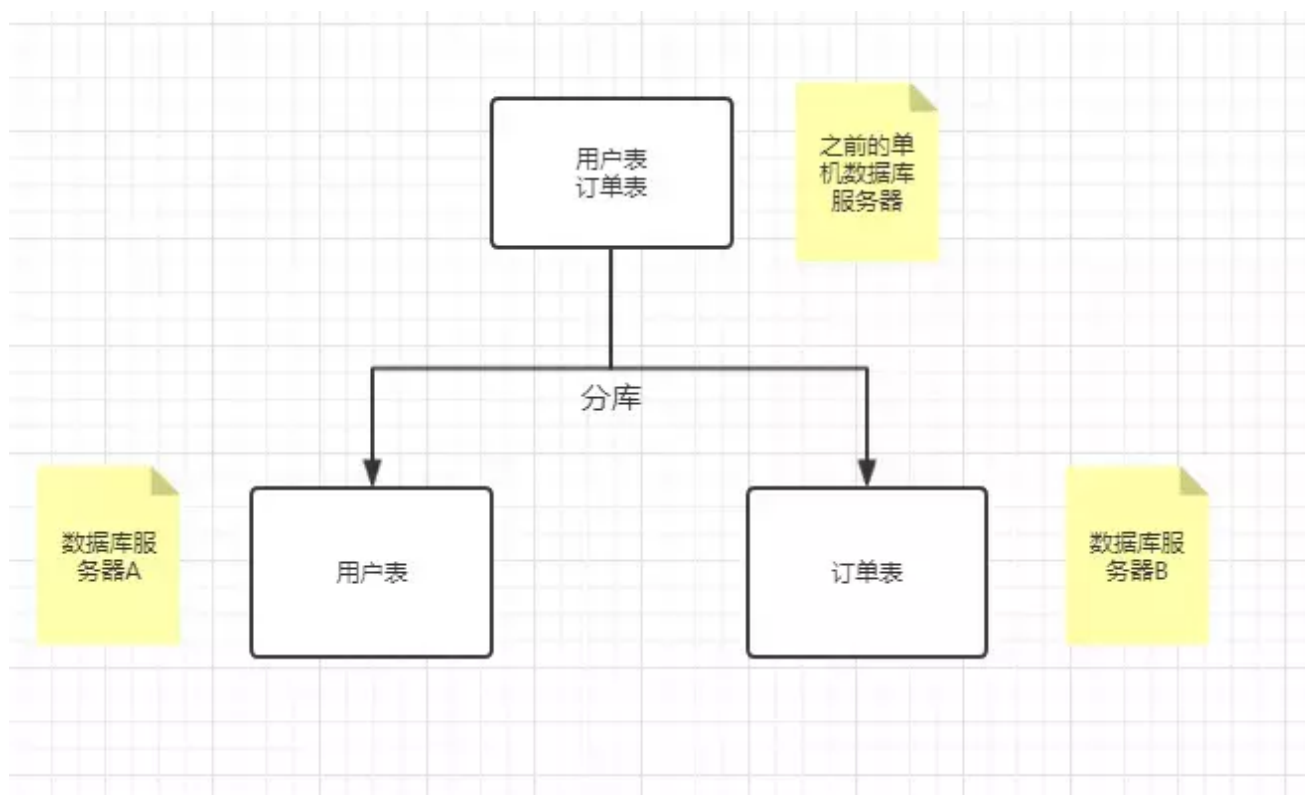 用户表
订单表
之前的单
机数据库
服务器
分库
数据库服
务器A
用户表
订单表
数据库服
务器B